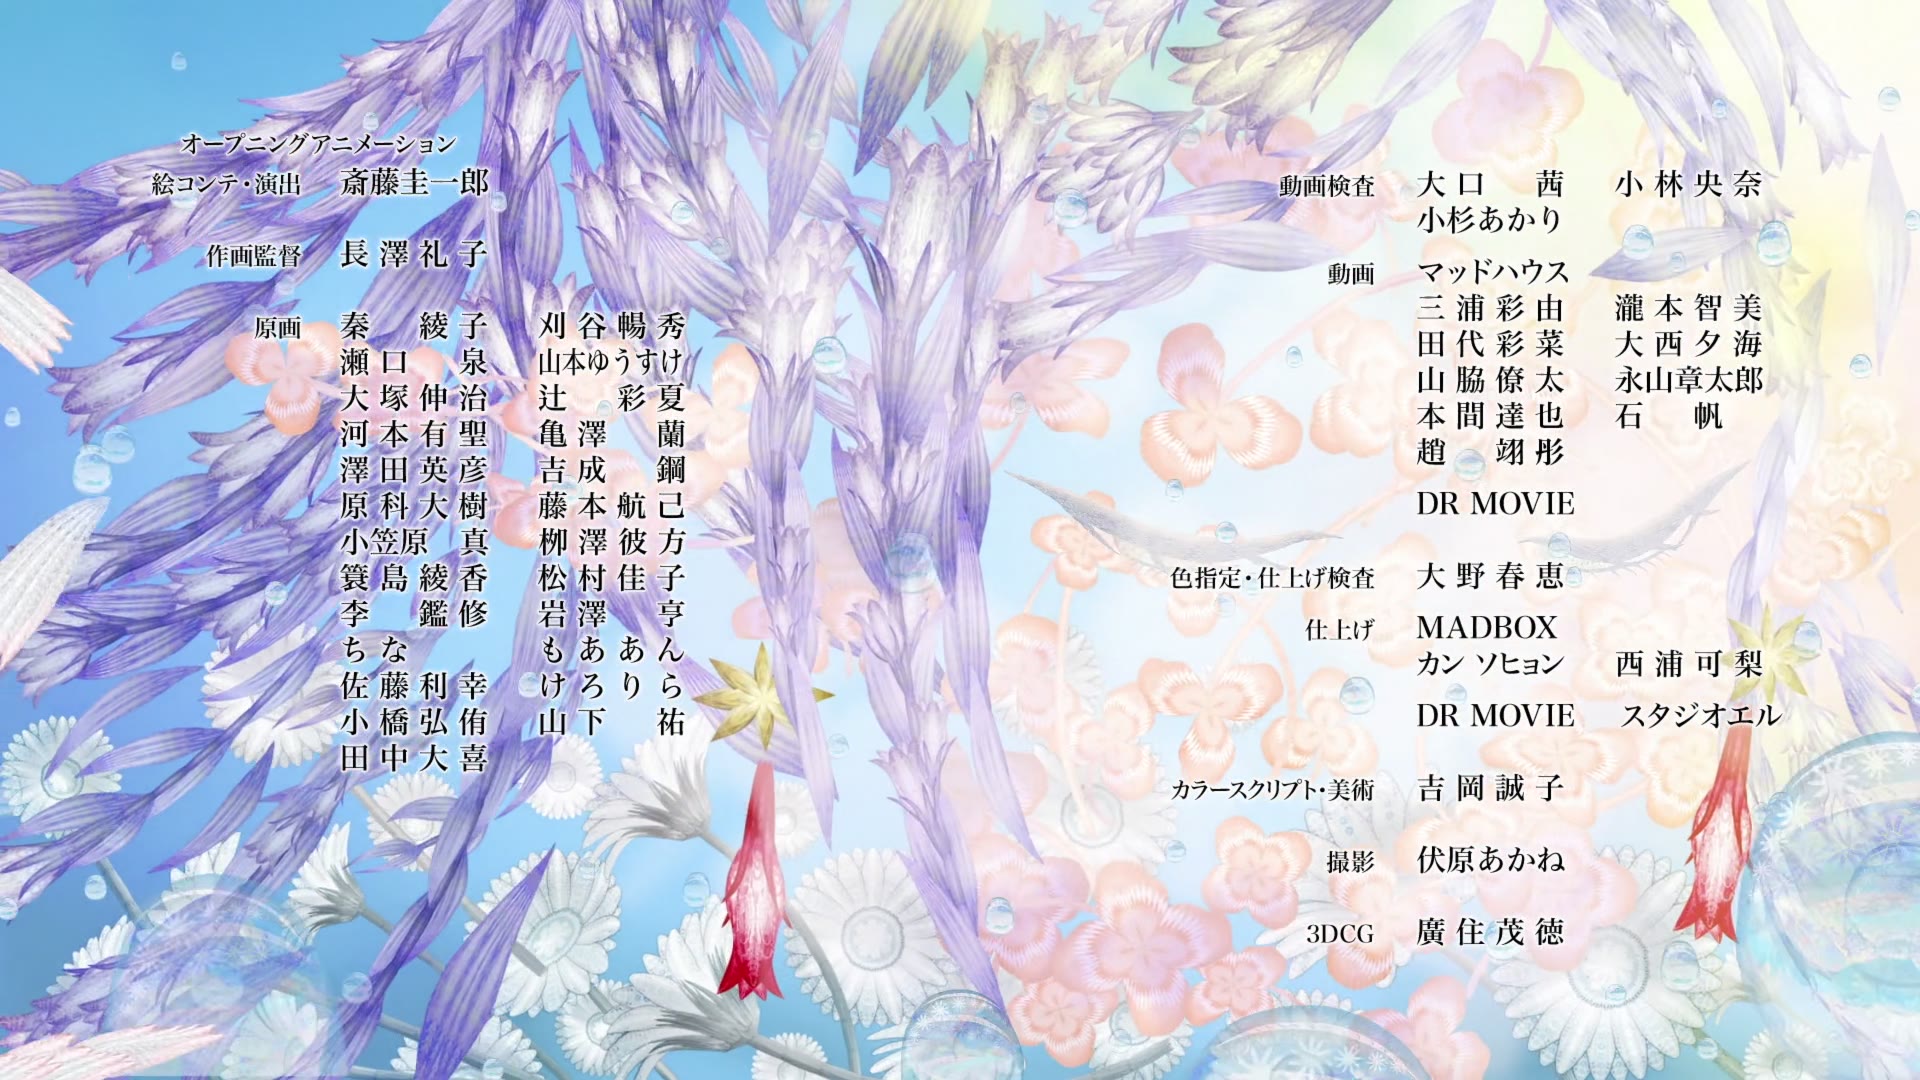 オープニングアニメーション
絵コンテ・演出 斎藤圭一郎
作画監督 長澤礼子
原画 秦綾子 刈谷暢秀
瀬口泉 山本ゆうすけ
大塚伸治 辻彩夏
河本有聖 亀澤蘭
澤田英彦 吉成鋼
原科大樹 藤本航己
小笠原真 栁澤彼方
簑島綾香 松村佳子
李鑑修 岩澤亨
ちな もああん
佐藤利幸 けろりら
小橋弘侑 山下祐
田中大喜
動画検査 大口茜 小林央奈
小杉あかり
動画 マッドハウス
三浦彩由 瀧本智美
田代彩菜 大西夕海
山脇僚太 永山章太郎
本間達也 石帆
趙翊彤
DR MOVIE
色指定・仕上げ検査 大野春恵
仕上げ MADBOX
カン ソヒョン 西浦可梨
DR MOVIE スタジオエル
カラースクリプト・美術 吉岡誠子
撮影 伏原あかね
3DCG 廣住茂徳